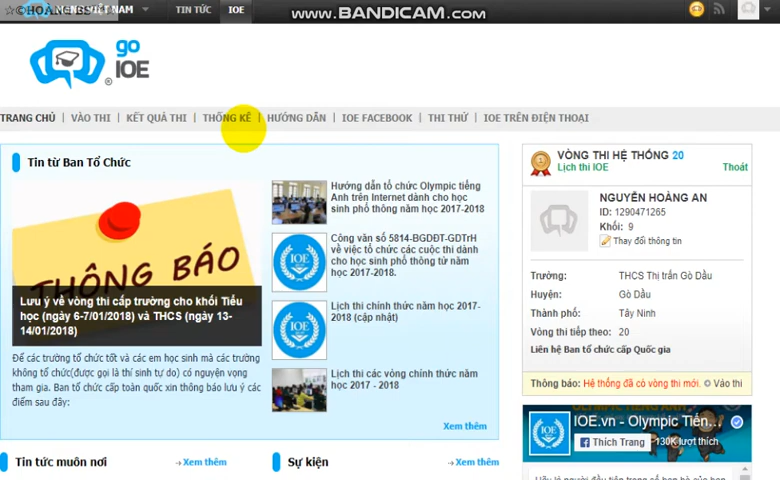 www.BANDICAM.com
TIN TỨC
IOE
go
IOE
TRANG CHỦ | VÀO THI | KẾT QUẢ THI | THỐNG KÊ | HƯỚNG DẪN | IOE FACEBOOK | THI THỬ | IOE TRÊN ĐIỆN THOẠI
Tin từ Ban Tổ Chức
THÔNG BÁO
Lưu ý về vòng thi cấp trường cho khối Tiểu
học (ngày 6-7/01/2018) và THCS (ngày 13-
14/01/2018)
Để các trường tổ chức tốt và các em học sinh mà các trường
không tổ chức(được gọi là thí sinh tự do) có nguyện vọng
tham gia. Ban tổ chức cấp toàn quốc xin thông báo lưu ý các
điểm sau đây:
Hướng dẫn tổ chức Olympic tiếng
Anh trên Internet dành cho học
sinh phổ thông năm học 2017-2018
IOE
Công văn số 5814-BGDĐT-GDTrH
về việc tổ chức các cuộc thi dành
cho học sinh phổ thông từ năm
học 2017-2018.
IOE
Lịch thi chính thức năm học 2017-
2018 (cập nhật)
Lịch thi các vòng chính thức năm
học 2017 - 2018
Xem thêm
VÒNG THI HỆ THỐNG 20
Lịch thi IOE
Thoát
NGUYỄN HOÀNG AN
ID: 1290471265
Khối: 9
Thay đổi thông tin
Trường: THCS Thị trấn Gò Dầu
Huyện: Gò Dầu
Thành phố: Tây Ninh
Vòng thi tiếp theo: 20
Liên hệ Ban tổ chức cấp Quốc gia
Thông báo: Hệ thống đã có vòng thi mới. Vào thi
IOE
IOE.vn - Olympic Tiến...
Thích Trang
130K lượt thích
Tin tức muôn nơi
Xem thêm
Sự kiện
Xem thêm